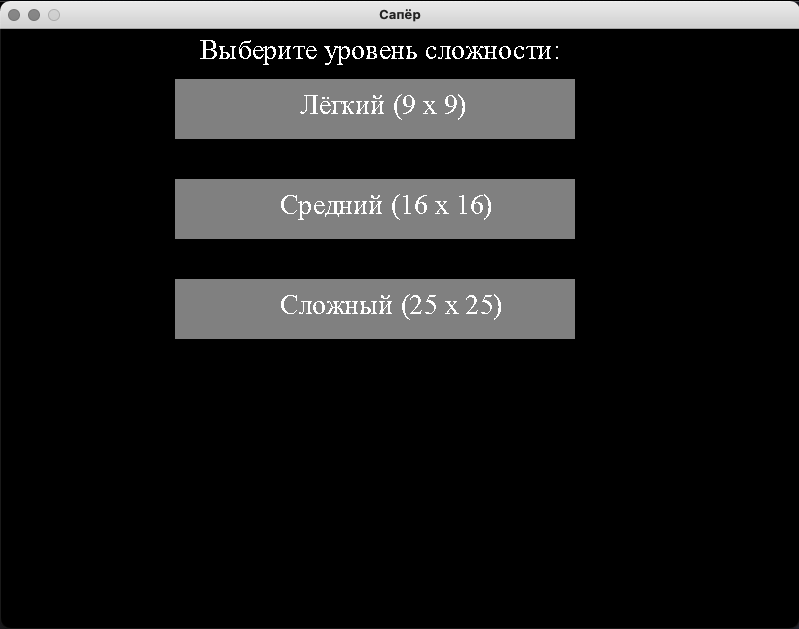 Сапёр
Выберите уровень сложности:
Лёгкий (9 x 9)
Средний (16 x 16)
Сложный (25 x 25)